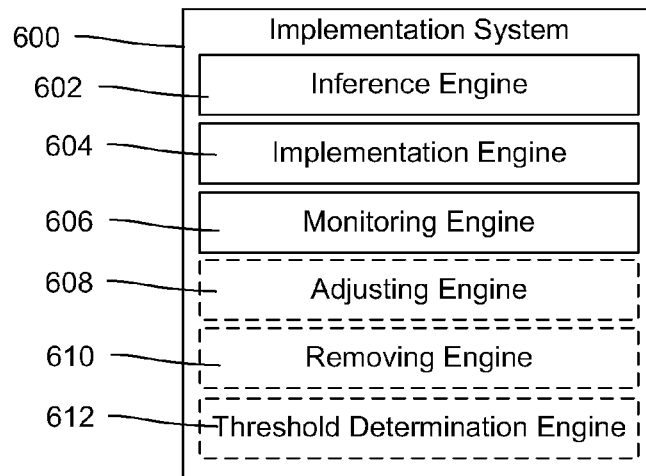 600 Implementation System
602 Inference Engine
604 Implementation Engine
606 Monitoring Engine
608 Adjusting Engine
610 Removing Engine
612 Threshold Determination Engine